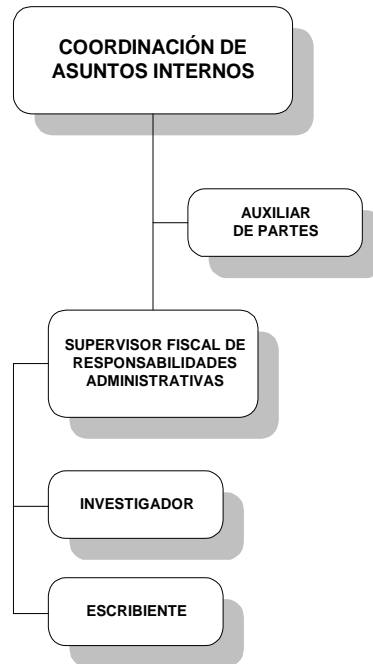 COORDINACIÓN DE
ASUNTOS INTERNOS
AUXILIAR
DE PARTES
SUPERVISOR FISCAL DE
RESPONSABILIDADES
ADMINISTRATIVAS
INVESTIGADOR
ESCRIBIENTE